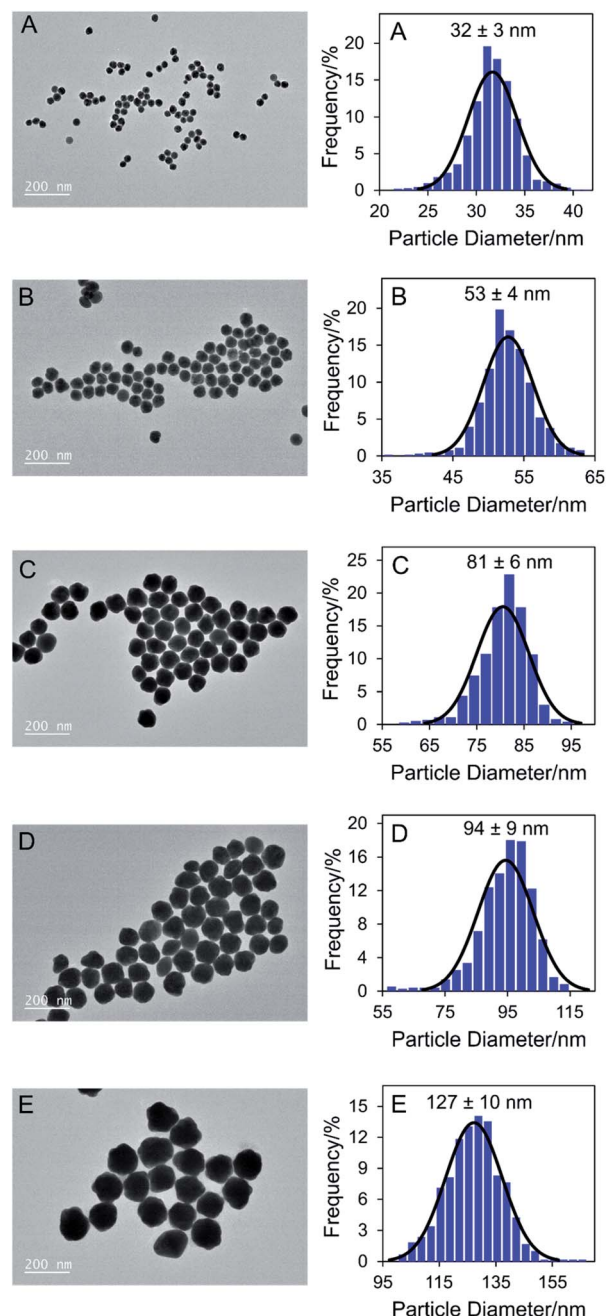 A
200 nm
A
32 ± 3 nm
Frequency/%
20
15
10
5
0
20 25 30 35 40
Particle Diameter/nm
B
200 nm
B
53 ± 4 nm
Frequency/%
20
15
10
5
0
35 45 55 65
Particle Diameter/nm
C
200 nm
C
81 ± 6 nm
Frequency/%
25
20
15
10
5
0
55 65 75 85 95
Particle Diameter/nm
D
200 nm
D
94 ± 9 nm
Frequency/%
20
16
12
8
4
0
55 75 95 115
Particle Diameter/nm
E
200 nm
E
127 ± 10 nm
Frequency/%
15
12
9
6
3
0
95 115 135 155
Particle Diameter/nm